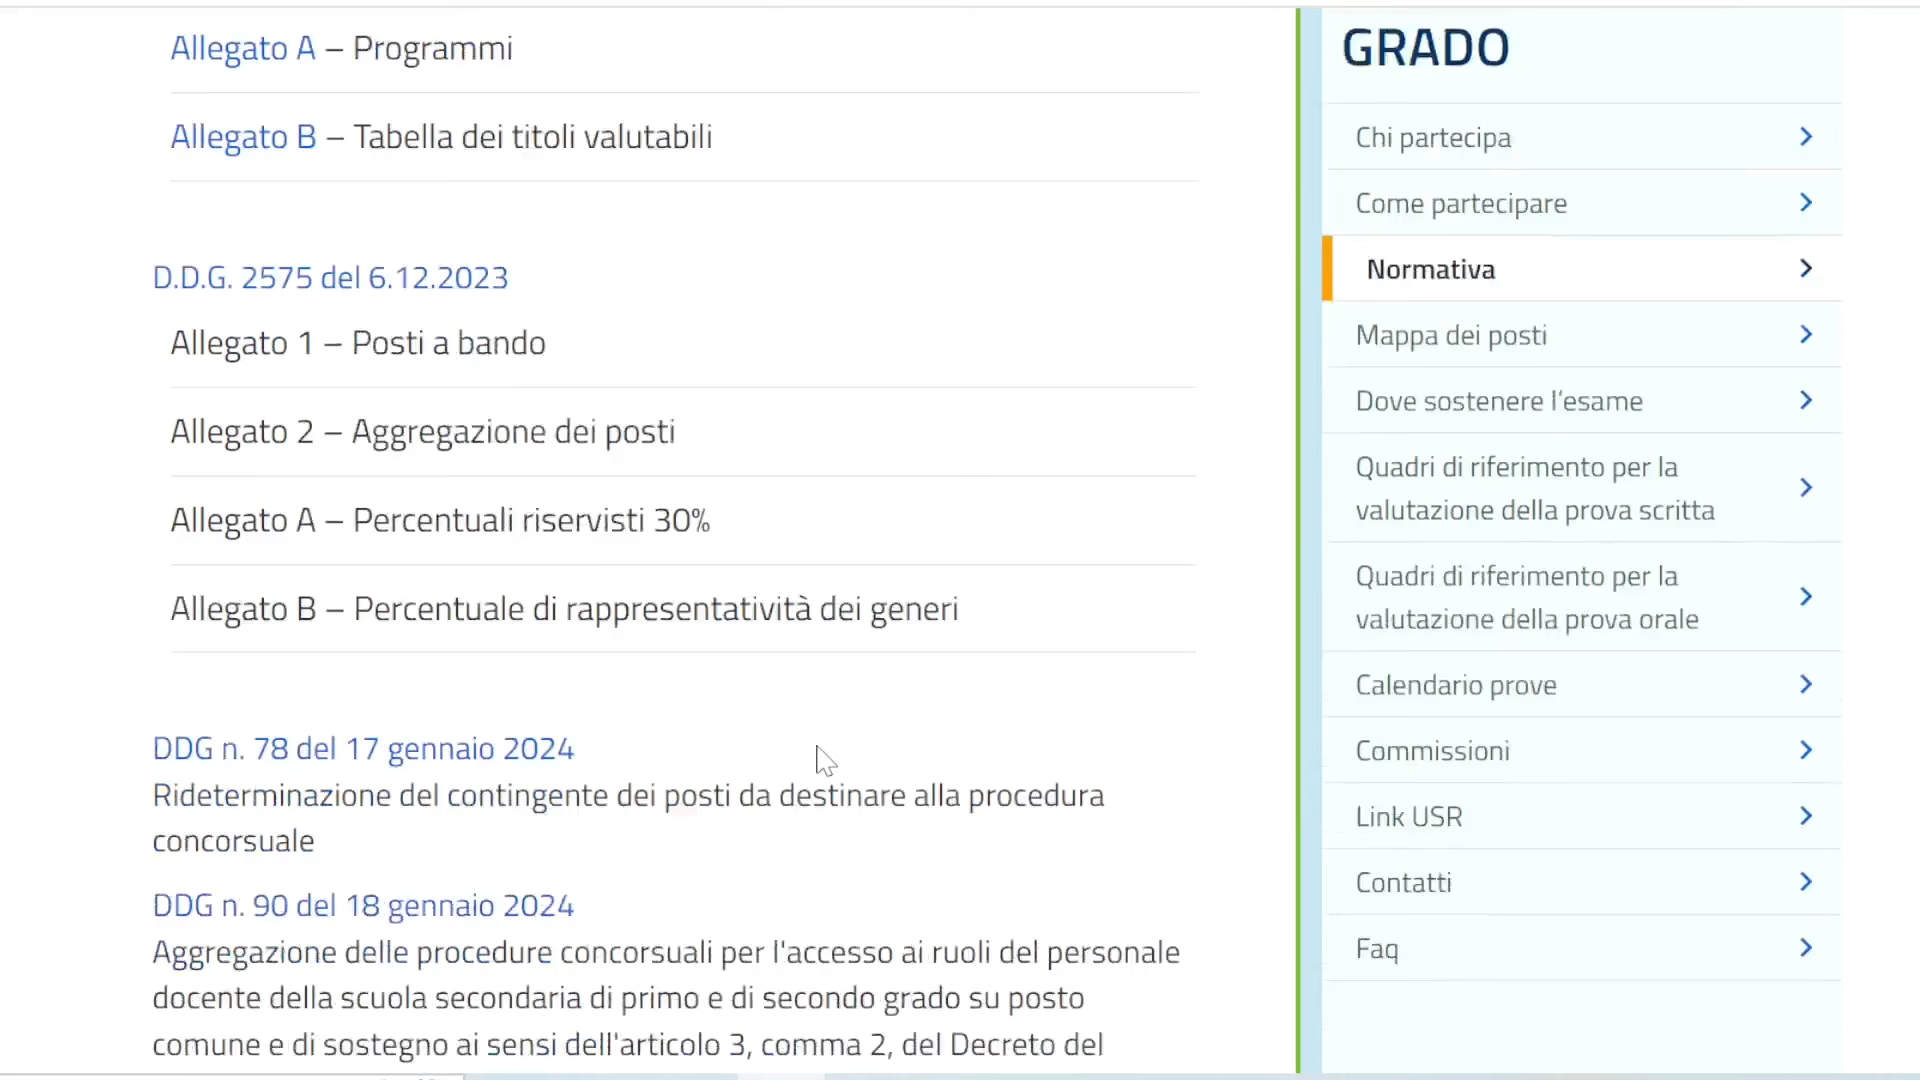 Allegato A – Programmi
Allegato B – Tabella dei titoli valutabili
D.D.G. 2575 del 6.12.2023
Allegato 1 – Posti a bando
Allegato 2 – Aggregazione dei posti
Allegato A – Percentuali riservisti 30%
Allegato B – Percentuale di rappresentatività dei generi
DDG n. 78 del 17 gennaio 2024
Rideterminazione del contingente dei posti da destinare alla procedura
concorsuale
DDG n. 90 del 18 gennaio 2024
Aggregazione delle procedure concorsuali per l'accesso ai ruoli del personale
docente della scuola secondaria di primo e di secondo grado su posto
comune e di sostegno ai sensi dell'articolo 3, comma 2, del Decreto del
GRADO
Chi partecipa
Come partecipare
Normativa
Mappa dei posti
Dove sostenere l’esame
Quadri di riferimento per la
valutazione della prova scritta
Quadri di riferimento per la
valutazione della prova orale
Calendario prove
Commissioni
Link USR
Contatti
Faq